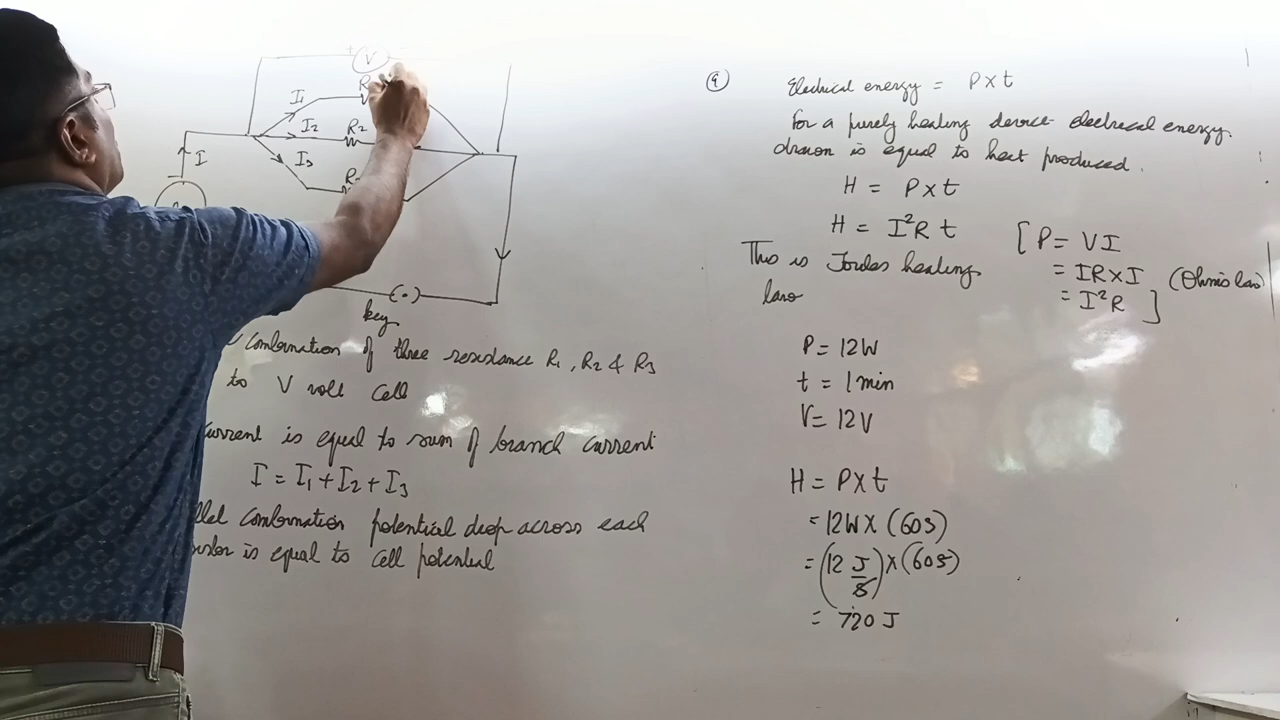 + V
R
I₁
I₂ R₂
I
I₃
R
(.)
key
combination of three resistance R₁, R₂ & R₃
to V volt cell
current is equal to sum of branch current
I = I₁ + I₂ + I₃
combination potential drop across each
is equal to cell potential
9 Electrical energy = P x t
For a purely heating device electrical energy
drawn is equal to heat produced.
H = P x t
H = I²R t
This is Joules heating
law
[P = VI
= IR x I (Ohm's law)
= I²R ]
P = 12W
t = 1 min
V = 12V
H = P x t
= 12W x (60s)
= (12 J/s) x (60s)
= 720 J